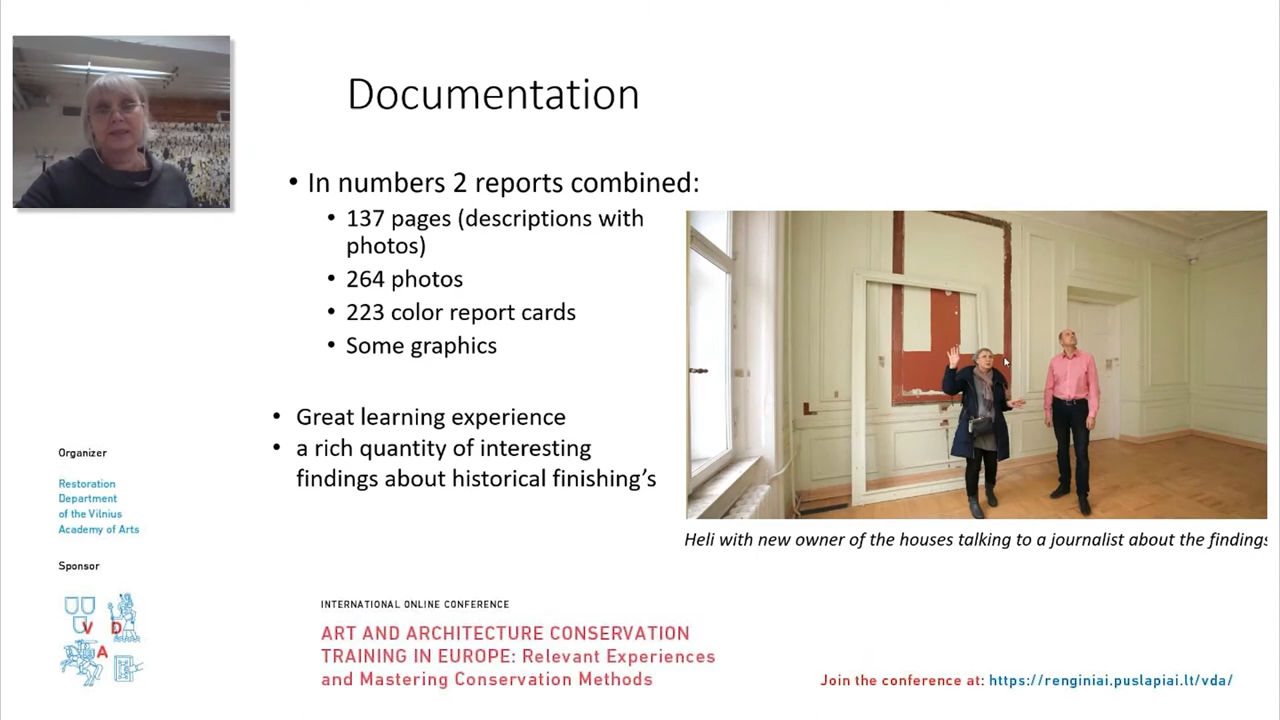 Documentation
• In numbers 2 reports combined:
• 137 pages (descriptions with
photos)
• 264 photos
• 223 color report cards
• Some graphics
• Great learning experience
• a rich quantity of interesting
findings about historical finishing's
Heli with new owner of the houses talking to a journalist about the findings
Organizer
Restoration
Department
of the Vilnius
Academy of Arts
Sponsor
V D
A
INTERNATIONAL ONLINE CONFERENCE
ART AND ARCHITECTURE CONSERVATION
TRAINING IN EUROPE: Relevant Experiences
and Mastering Conservation Methods
Join the conference at: https://renginiai.puslapiai.lt/vda/